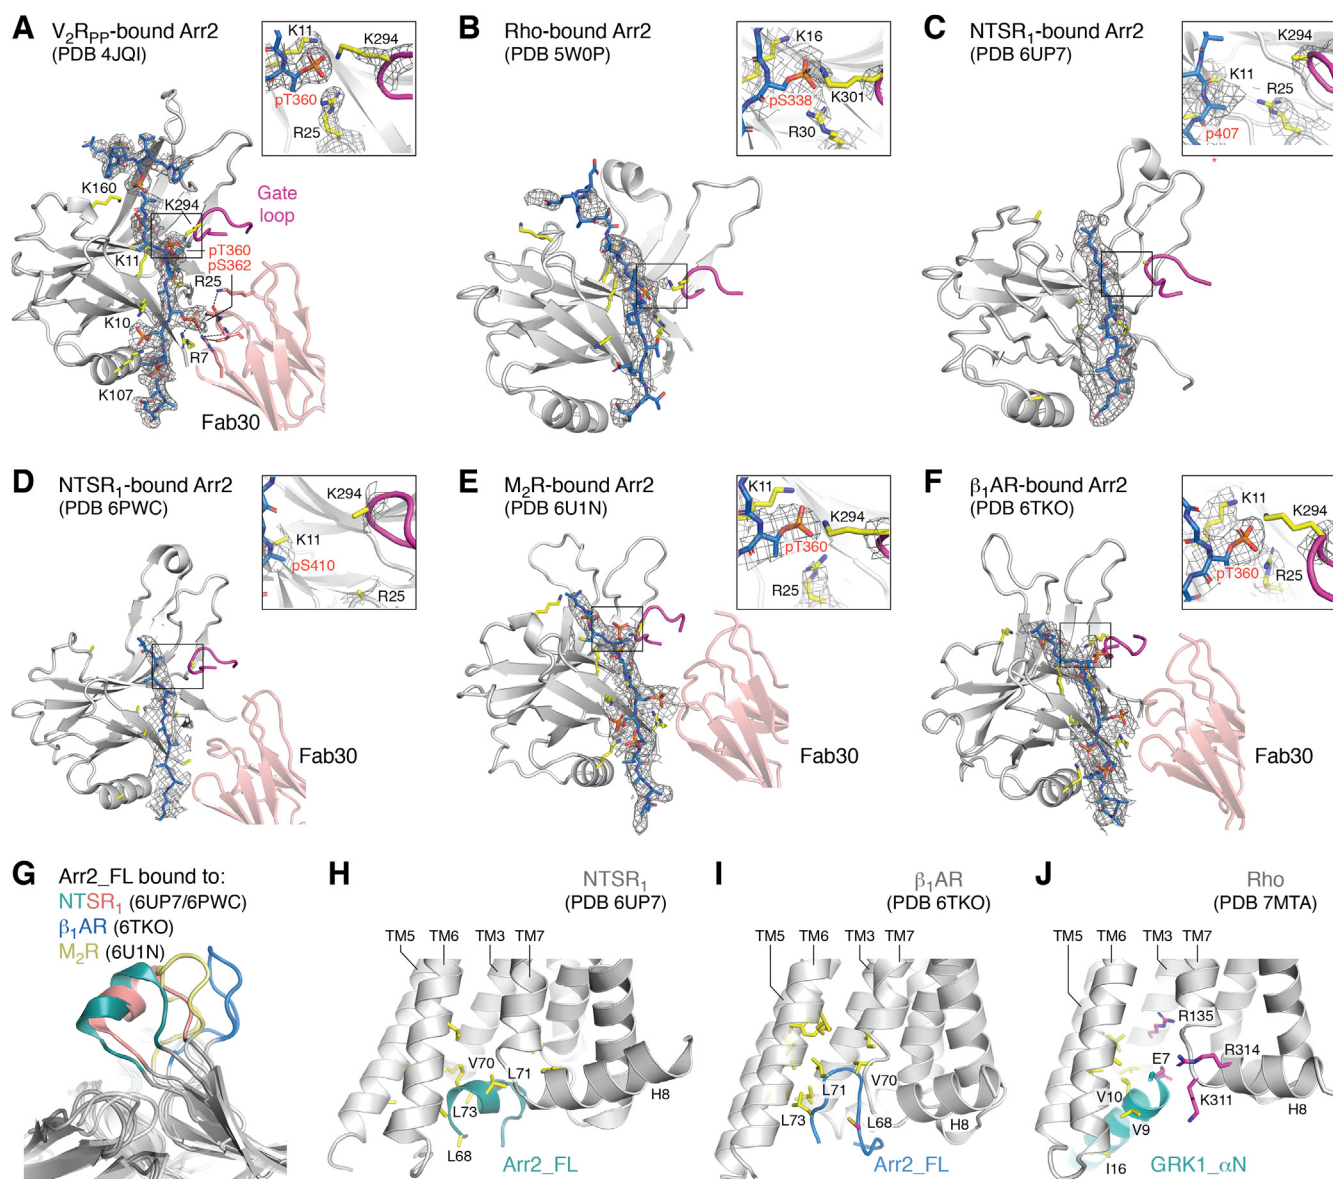 A V₂R_PP-bound Arr2
(PDB 4JQI)
K11
K294
pT360
R25
K160
K294
Gate
loop
K11
pT360
pS362
R25
K10
R7
K107
Fab30
B Rho-bound Arr2
(PDB 5W0P)
K16
pS338
K301
R30
C NTSR₁-bound Arr2
(PDB 6UP7)
K294
K11
R25
p407
*
D NTSR₁-bound Arr2
(PDB 6PWC)
K294
K11
pS410
R25
Fab30
E M₂R-bound Arr2
(PDB 6U1N)
K11
K294
pT360
R25
Fab30
F β₁AR-bound Arr2
(PDB 6TKO)
K11
K294
pT360
R25
Fab30
G Arr2_FL bound to:
NTSR₁ (6UP7/6PWC)
β₁AR (6TKO)
M₂R (6U1N)
H NTSR₁
(PDB 6UP7)
TM5 TM6 TM3 TM7
V70
L71
L73
L68
H8
Arr2_FL
I β₁AR
(PDB 6TKO)
TM5 TM6 TM3 TM7
L71
V70
L73
L68
H8
Arr2_FL
J Rho
(PDB 7MTA)
TM5 TM6 TM3 TM7
R135
E7
R314
V10
K311
V9
H8
I16
GRK1_αN